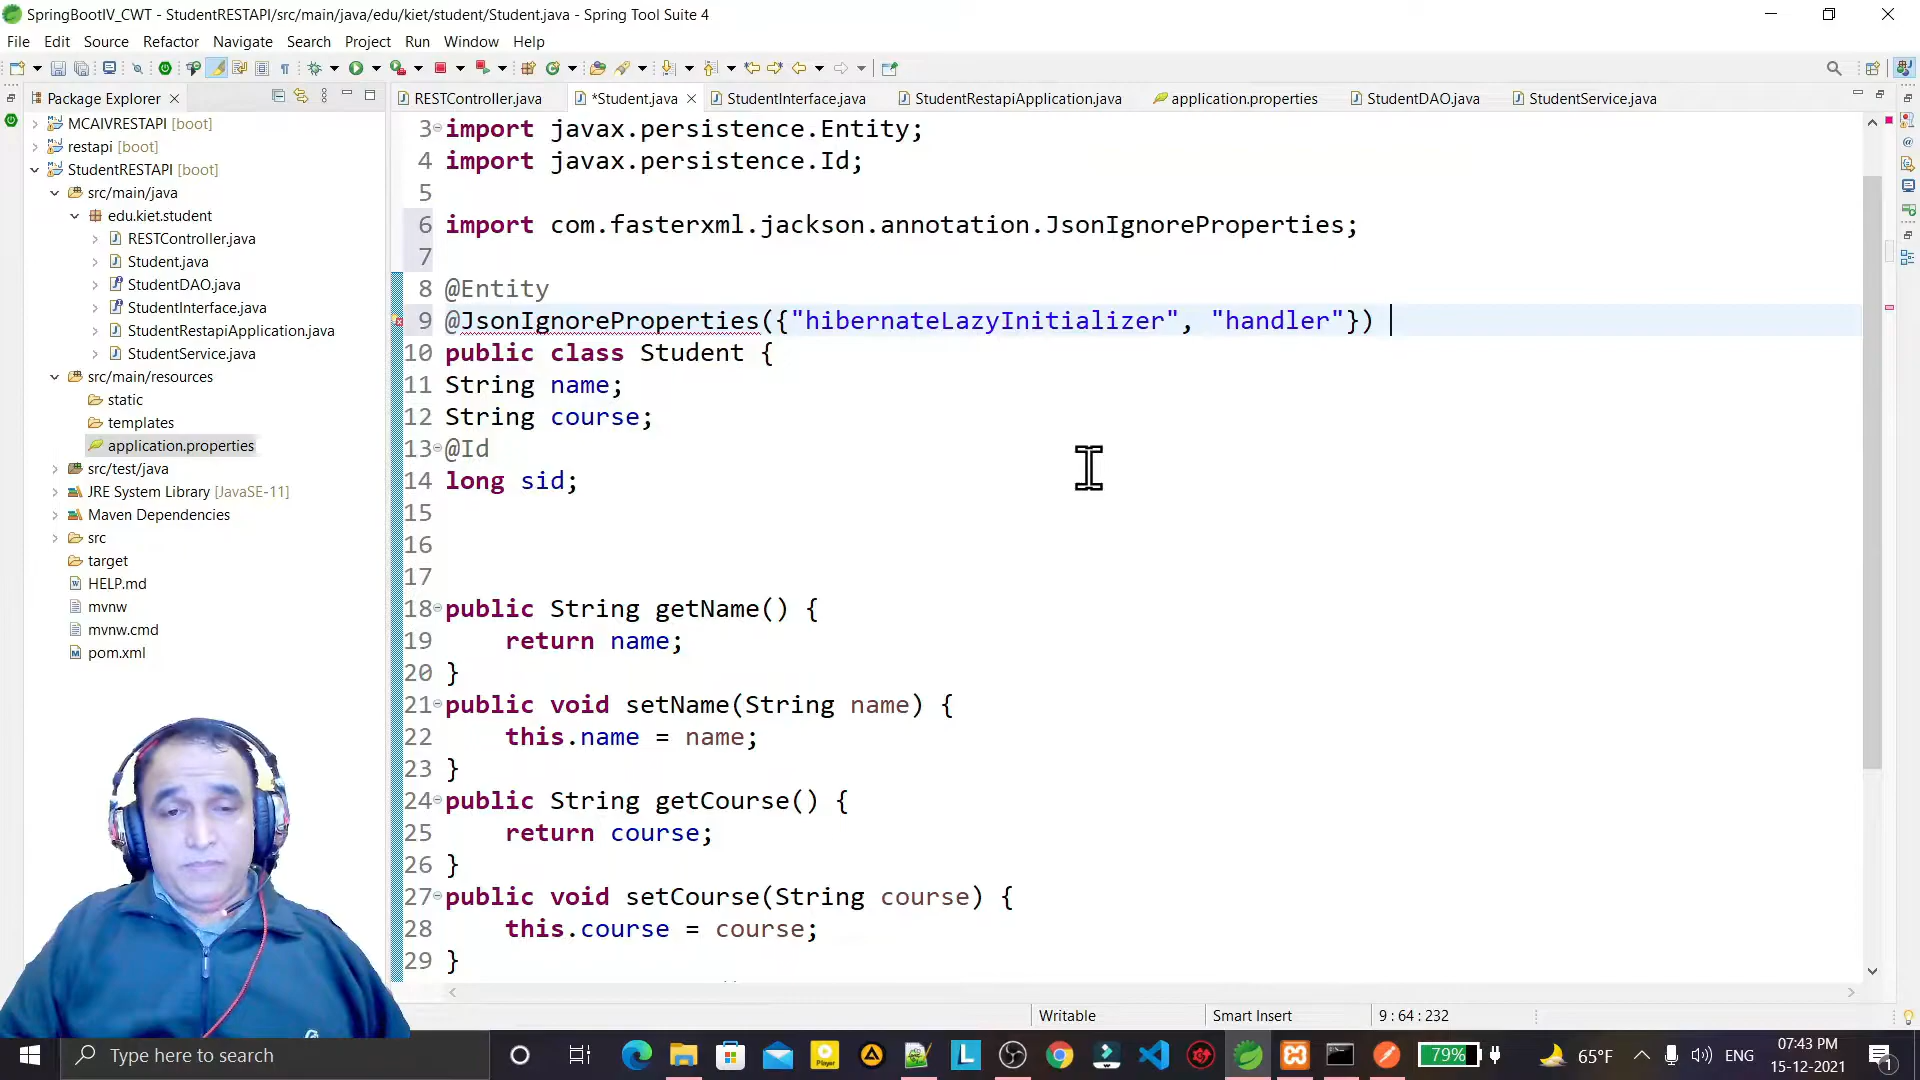 SpringBootIV_CWT - StudentRESTAPI/src/main/java/edu/kiet/student/Student.java - Spring Tool Suite 4
File Edit Source Refactor Navigate Search Project Run Window Help
Package Explorer
RESTController.java *Student.java StudentInterface.java StudentRestapiApplication.java application.properties StudentDAO.java StudentService.java
MCAIVRESTAPI [boot]
restapi [boot]
StudentRESTAPI [boot]
src/main/java
edu.kiet.student
RESTController.java
Student.java
StudentDAO.java
StudentInterface.java
StudentRestapiApplication.java
StudentService.java
src/main/resources
static
templates
application.properties
src/test/java
JRE System Library [JavaSE-11]
Maven Dependencies
src
target
HELP.md
mvnw
mvnw.cmd
pom.xml
3 import javax.persistence.Entity;
4 import javax.persistence.Id;
5
6 import com.fasterxml.jackson.annotation.JsonIgnoreProperties;
7
8 @Entity
9 @JsonIgnoreProperties({"hibernateLazyInitializer", "handler"})
10 public class Student {
11 String name;
12 String course;
13 @Id
14 long sid;
15
16
17
18 public String getName() {
19 return name;
20 }
21 public void setName(String name) {
22 this.name = name;
23 }
24 public String getCourse() {
25 return course;
26 }
27 public void setCourse(String course) {
28 this.course = course;
29 }
Writable Smart Insert 9 : 64 : 232
Type here to search
79% 65°F ENG
07:43 PM
15-12-2021